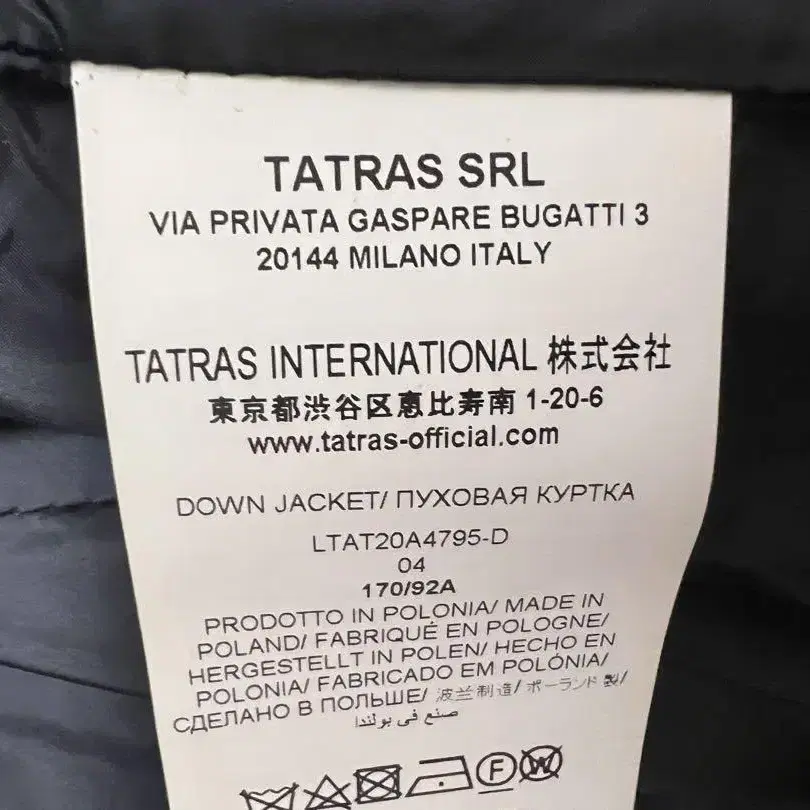 TATRAS SRL
VIA PRIVATA GASPARE BUGATTI 3
20144 MILANO ITALY
TATRAS INTERNATIONAL 株式会社
東京都渋谷区恵比寿南 1-20-6
www.tatras-official.com
DOWN JACKET/ ПУХОВАЯ КУРТКА
LTAT20A4795-D
04
170/92A
PRODOTTO IN POLONIA/ MADE IN
POLAND/ FABRIQUÉ EN POLOGNE/
HERGESTELLT IN POLEN/ HECHO EN
POLONIA/ FABRICADO EM POLÓNIA/
СДЕЛАНО В ПОЛЬШЕ/ 波兰制造/ ポーランド 製/
صنع في بولندا
F
W